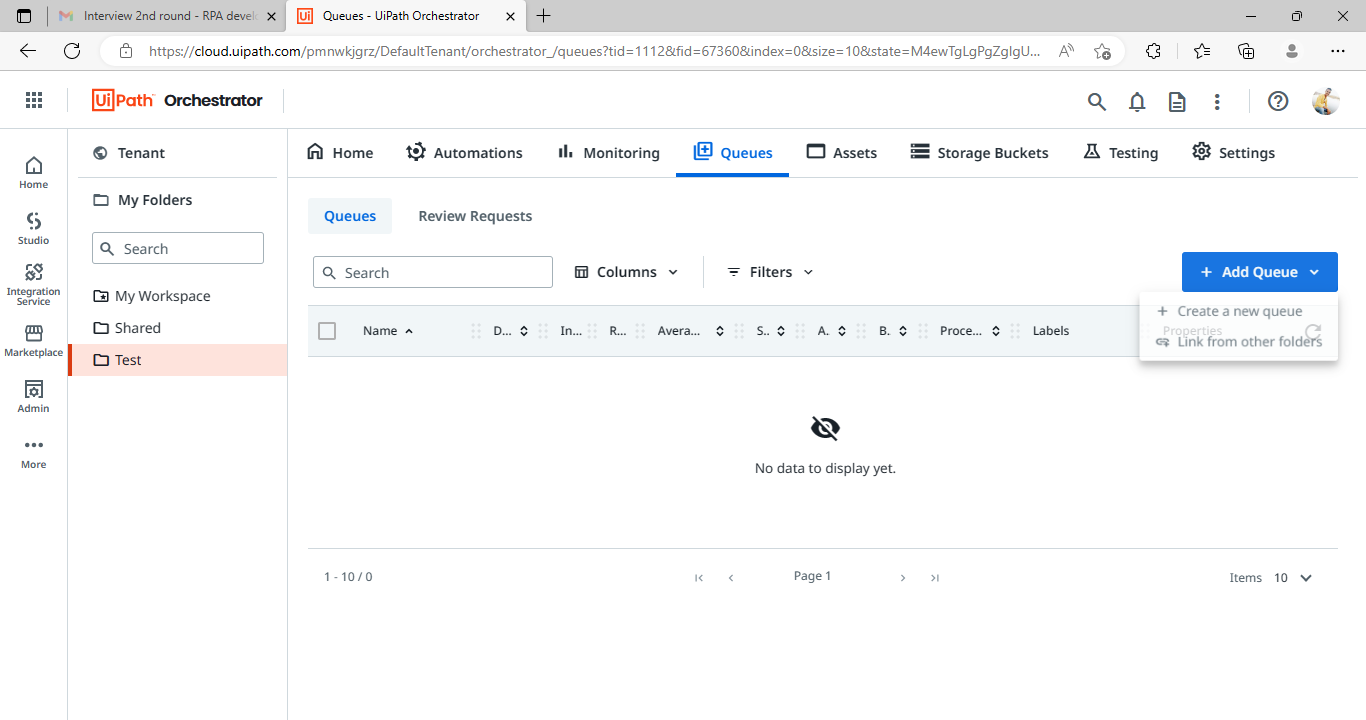 Interview 2nd round - RPA devel
Queues - UiPath Orchestrator
https://cloud.uipath.com/pmnwkjgrz/DefaultTenant/orchestrator_/queues?tid=1112&fid=67360&index=0&size=10&state=M4ewTgLgPgZgIgU...
UiPath Orchestrator
Home
Studio
Integration
Service
Marketplace
Admin
More
Tenant
My Folders
Search
My Workspace
Shared
Test
Home
Automations
Monitoring
Queues
Assets
Storage Buckets
Testing
Settings
Queues
Review Requests
Search
Columns
Filters
+ Add Queue
+ Create a new queue
Link from other folders
Name
D...
In...
R...
Avera...
S..
A.
B.
Proce...
Labels
Properties
No data to display yet.
1 - 10 / 0
Page 1
Items 10